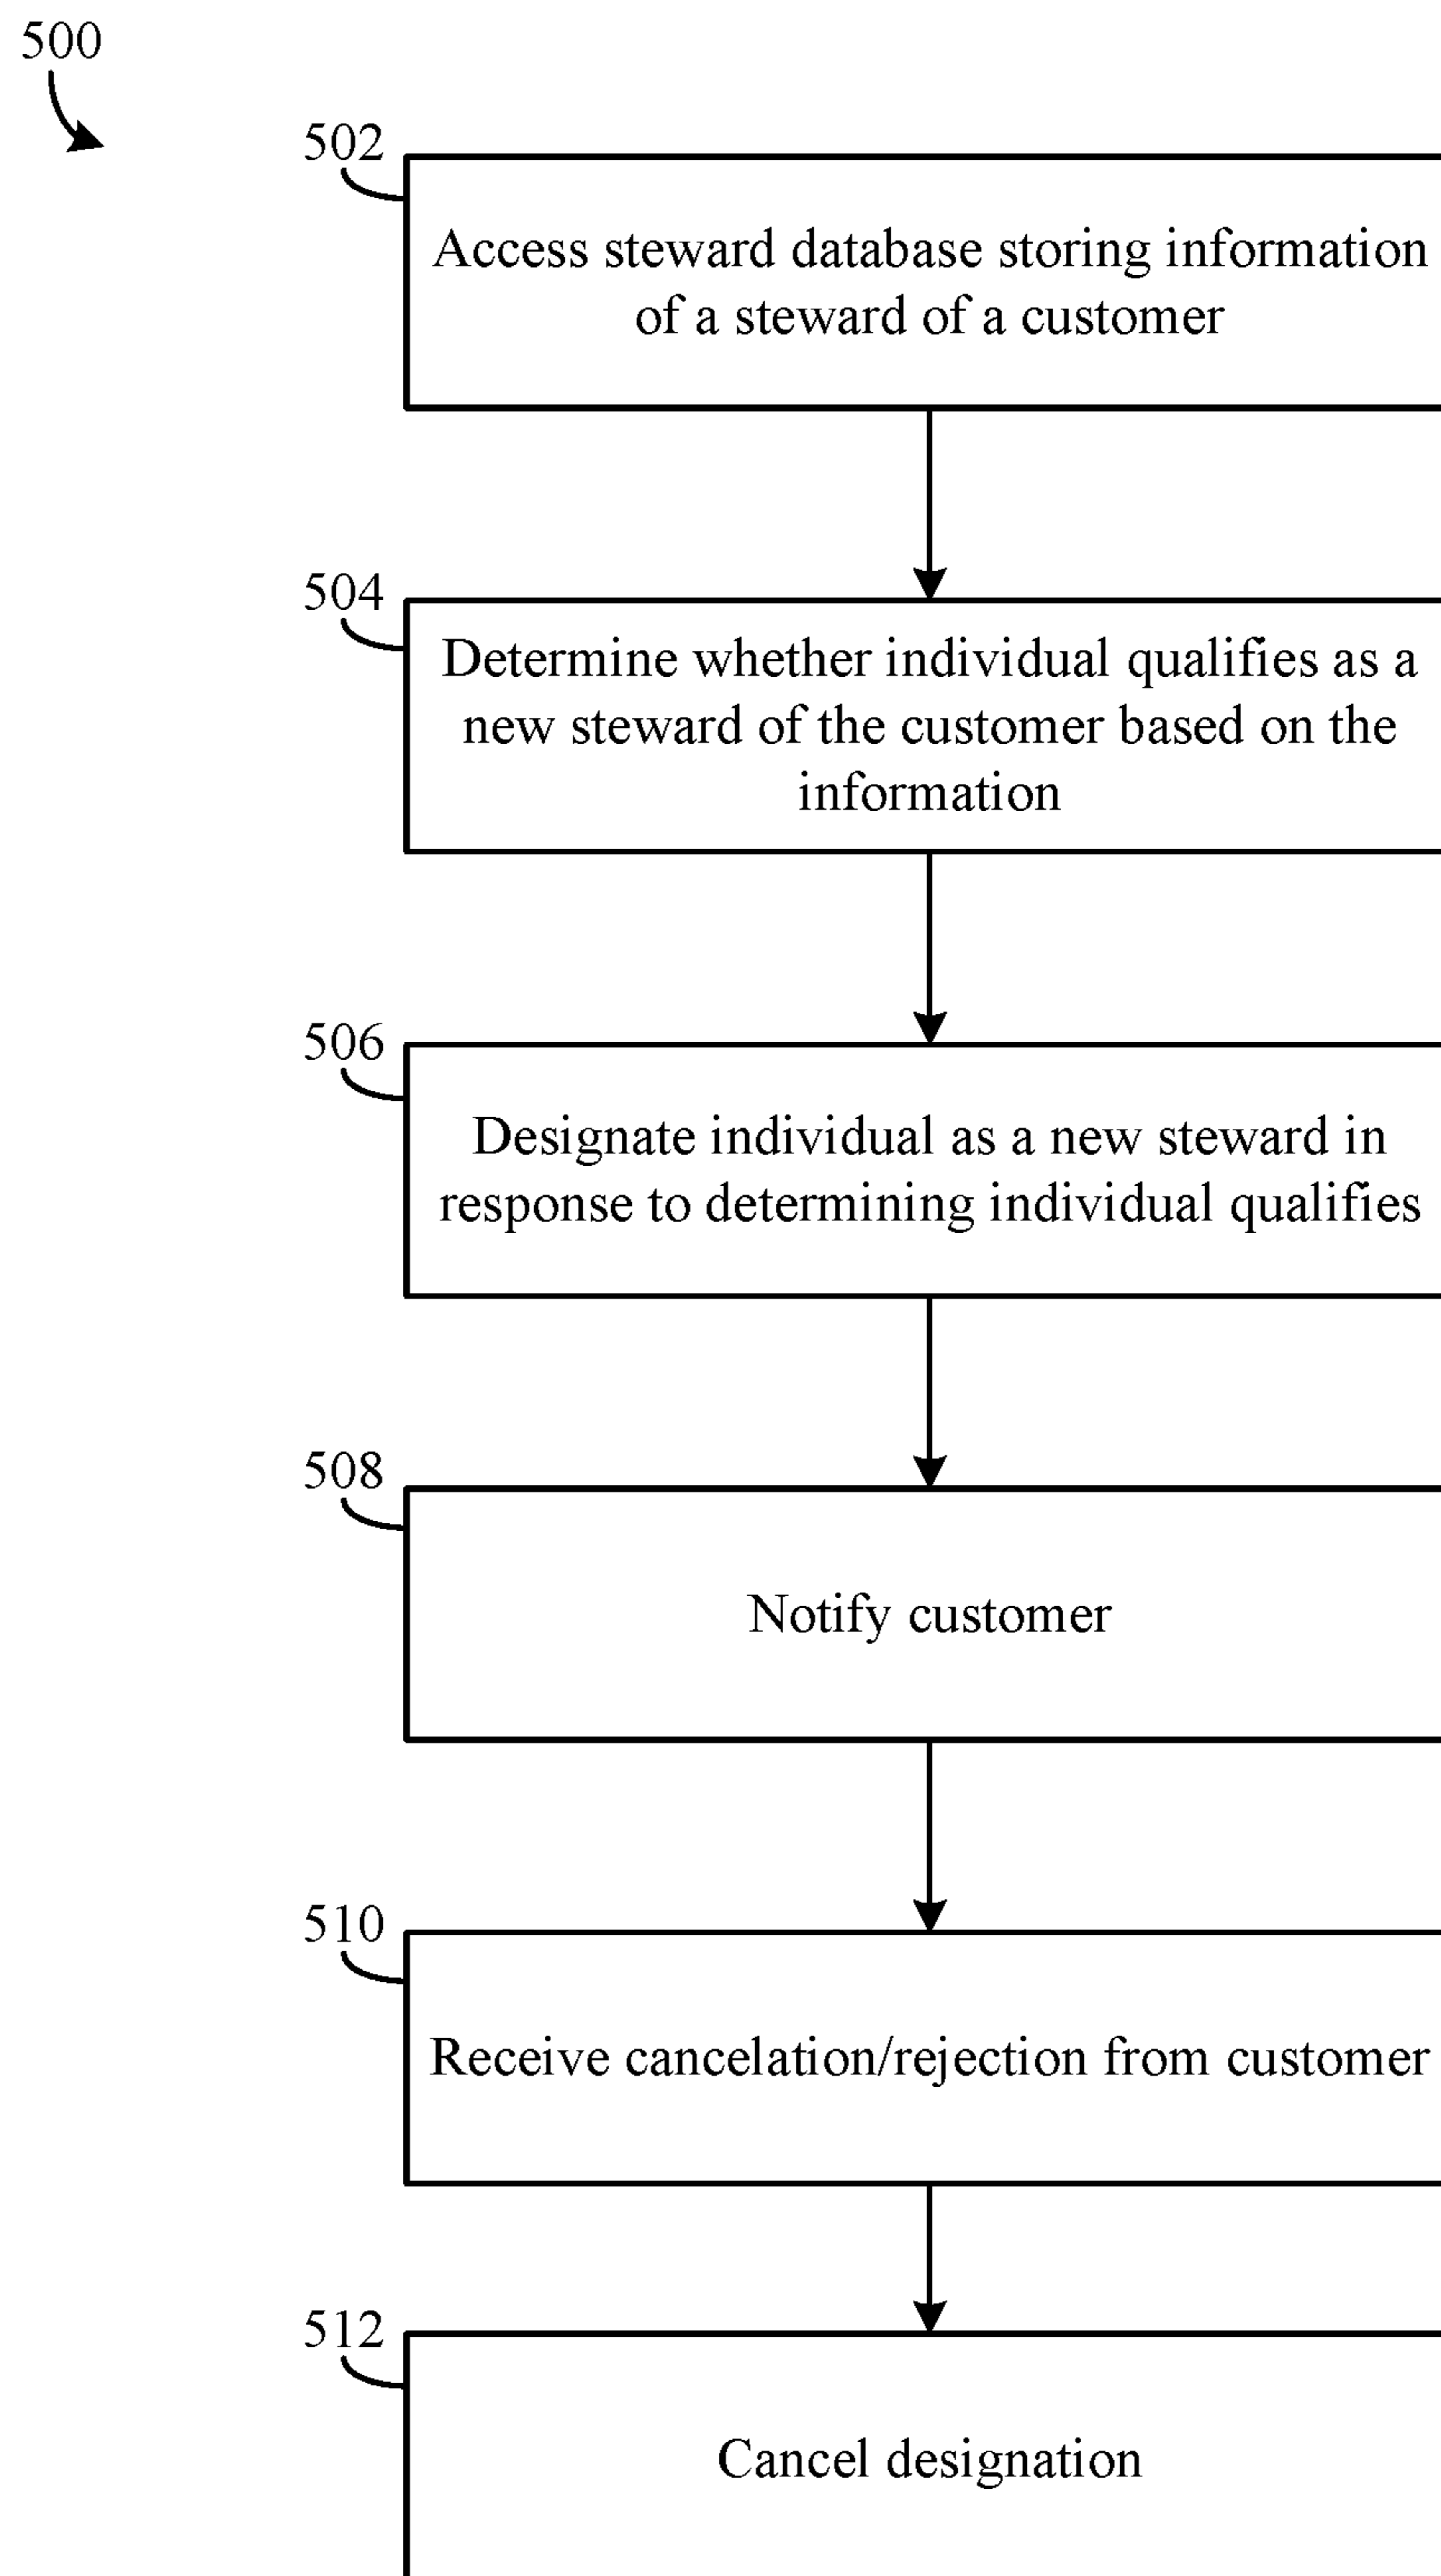 500
502
Access steward database storing information
of a steward of a customer
504
Determine whether individual qualifies as a
new steward of the customer based on the
information
506
Designate individual as a new steward in
response to determining individual qualifies
508
Notify customer
510
Receive cancelation/rejection from customer
512
Cancel designation